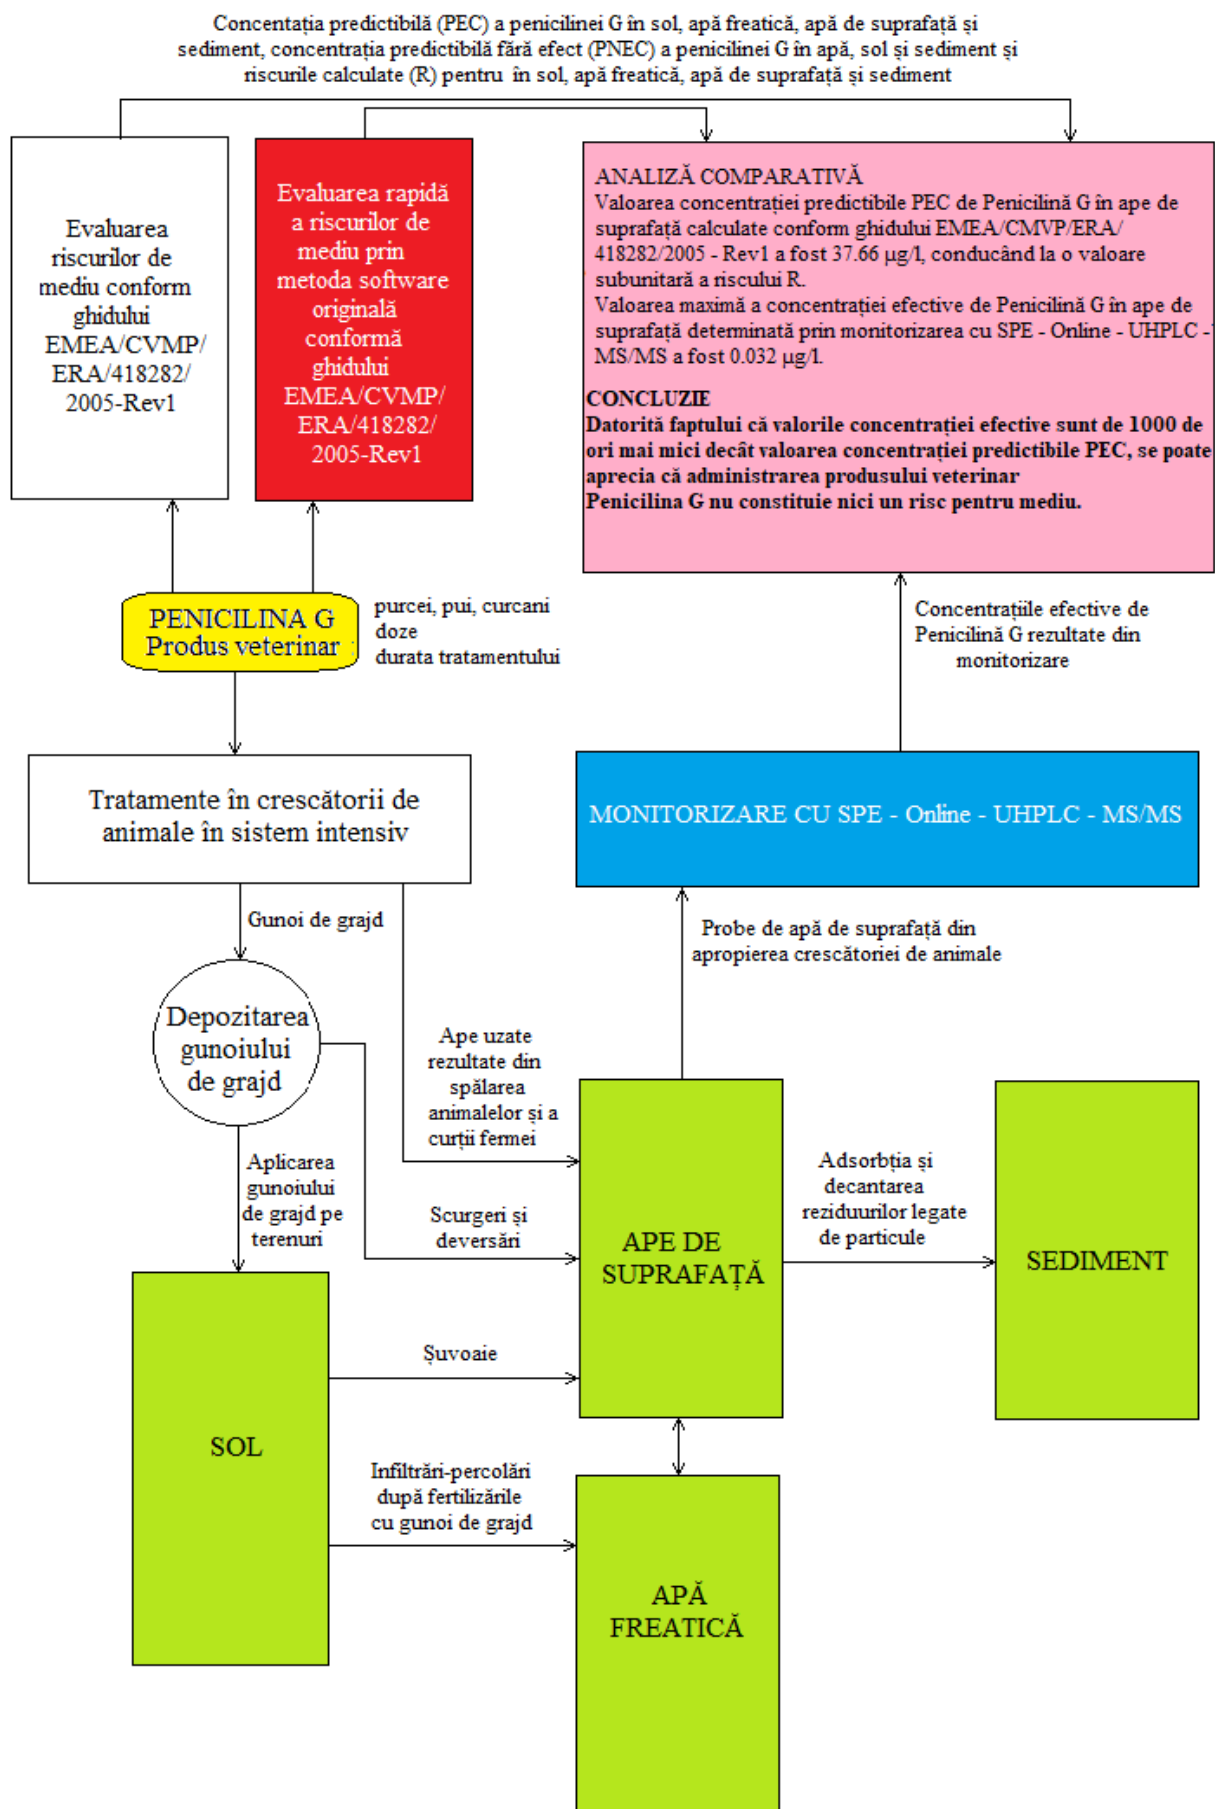 Concentația predictibilă (PEC) a penicilinei G în sol, apă freatică, apă de suprafață și
sediment, concentrația predictibilă fără efect (PNEC) a penicilinei G în apă, sol și sediment și
riscurile calculate (R) pentru în sol, apă freatică, apă de suprafață și sediment
Evaluarea
riscurilor de
mediu conform
ghidului
EMEA/CVMP/
ERA/418282/
2005-Rev1
Evaluarea rapidă
a riscurilor de
mediu prin
metoda software
originală
conformă
ghidului
EMEA/CVMP/
ERA/418282/
2005-Rev1
ANALIZĂ COMPARATIVĂ
Valoarea concentrației predictibile PEC de Penicilină G în ape de
suprafață calculate conform ghidului EMEA/CMVP/ERA/
418282/2005 - Rev1 a fost 37.66 µg/l, conducând la o valoare
subunitară a riscului R.
Valoarea maximă a concentrației efective de Penicilină G în ape de
suprafață determinată prin monitorizarea cu SPE - Online - UHPLC -
MS/MS a fost 0.032 µg/l.
CONCLUZIE
Datorită faptului că valorile concentrației efective sunt de 1000 de
ori mai mici decât valoarea concentrației predictibile PEC, se poate
aprecia că administrarea produsului veterinar
Penicilina G nu constituie nici un risc pentru mediu.
PENICILINA G
Produs veterinar :
purcei, pui, curcani
doze
durata tratamentului
Concentrațiile efective de
Penicilină G rezultate din
monitorizare
Tratamente în crescătorii de
animale în sistem intensiv
MONITORIZARE CU SPE - Online - UHPLC - MS/MS
Gunoi de grajd
Probe de apă de suprafață din
apropierea crescătoriei de animale
Depozitarea
gunoiului
de grajd
Ape uzate
rezultate din
spălarea
animalelor și a
curții fermei
Aplicarea
gunoiului
de grajd pe
terenuri
Scurgeri și
deversări
APE DE
SUPRAFAȚĂ
Adsorbția și
decantarea
reziduurilor legate
de particule
SEDIMENT
Șuvoaie
SOL
Infiltrări-percolări
după fertilizările
cu gunoi de grajd
APĂ
FREATICĂ